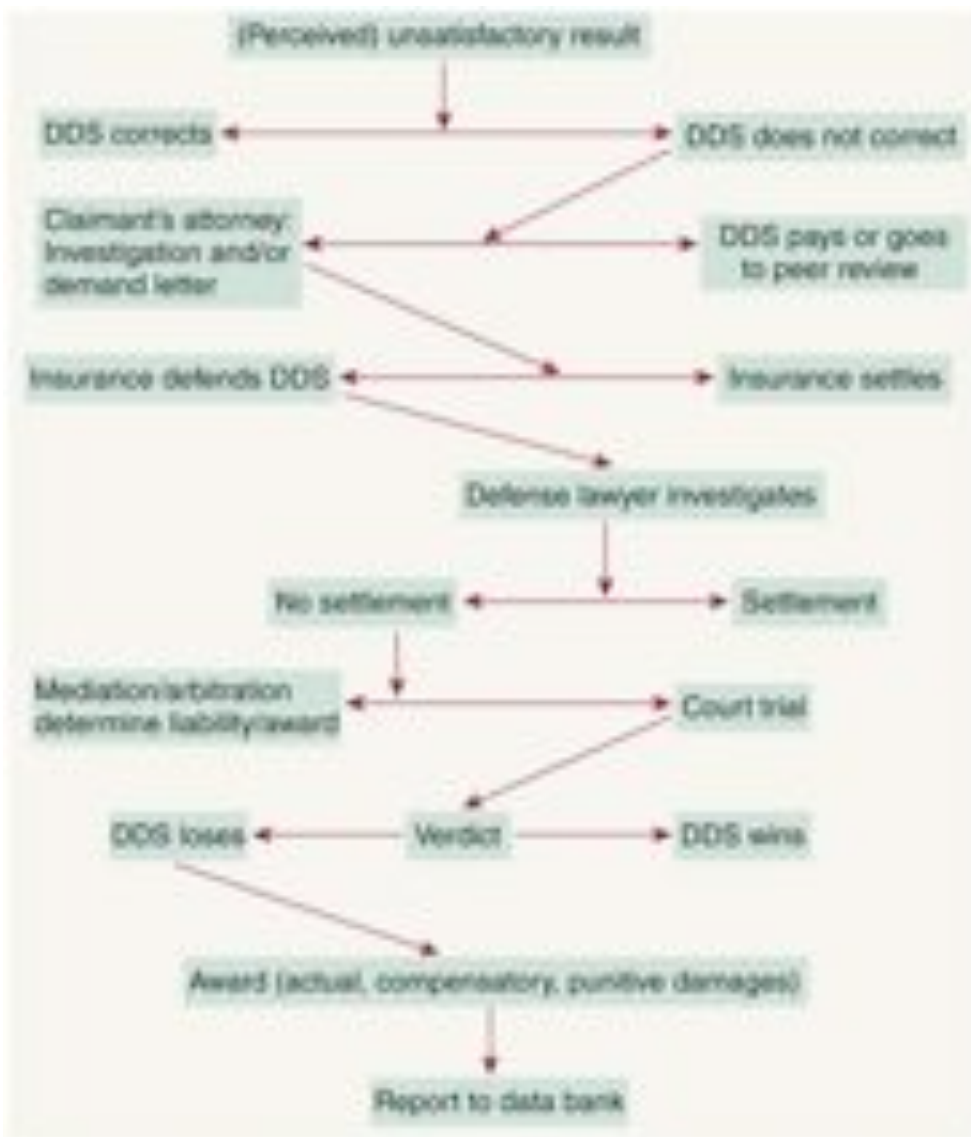 (Perceived) unsatisfactory result
DDS corrects
DDS does not correct
Claimant's attorney:
Investigation and/or
demand letter
DDS pays or goes
to peer review
Insurance defends DDS
Insurance settles
Defense lawyer investigates
No settlement
Settlement
Mediation/arbitration
determine liability/award
Court trial
DDS loses
Verdict
DDS wins
Award (actual, compensatory, punitive damages)
Report to data bank